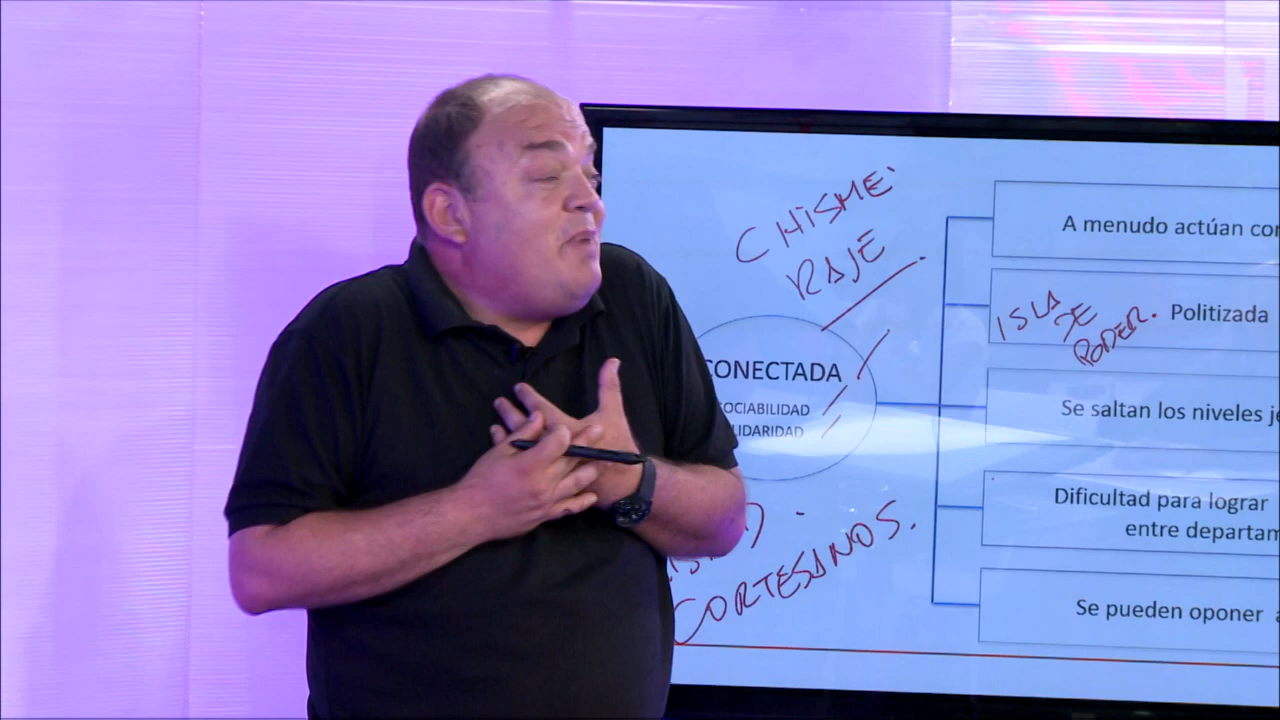 CHISME
RAJE
CONECTADA
SOCIABILIDAD
LIDARIDAD
CORTESANOS.
A menudo actúan con
ISLA
DE
PODER.
Politizada
Se saltan los niveles je
Dificultad para lograr
entre departam
Se pueden oponer a